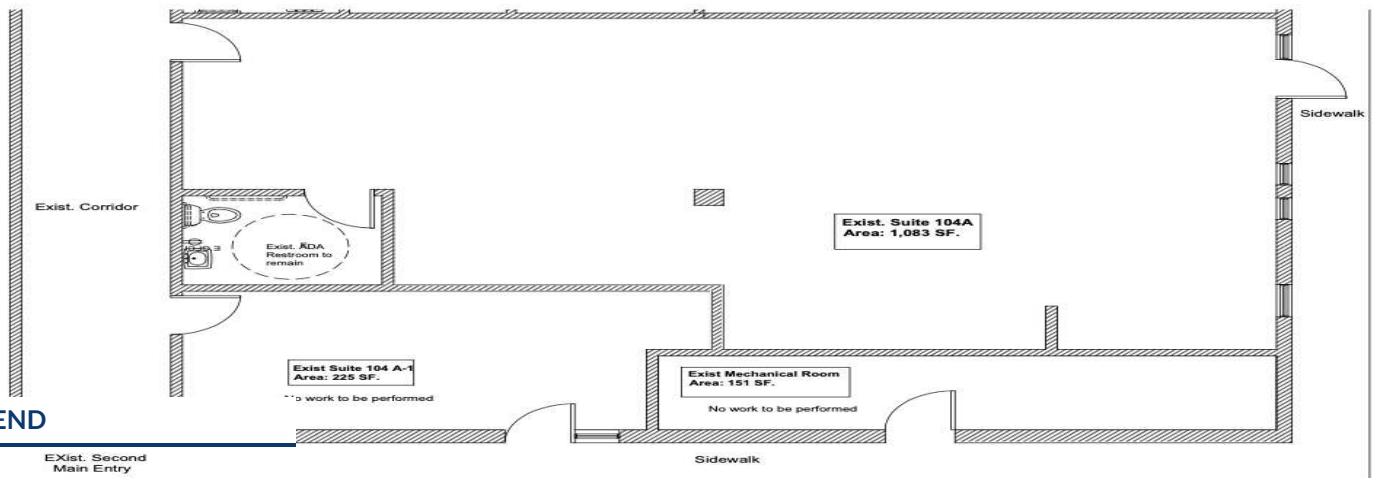 Sidewalk
Exist. Corridor
Exist. Suite 104A
Area: 1,083 SF.
Exist. ADA
Restroom to
remain
Exist Suite 104 A-1
Area: 225 SF.
No work to be performed
Exist Mechanical Room
Area: 151 SF.
No work to be performed
END
EXist. Second
Main Entry
Sidewalk